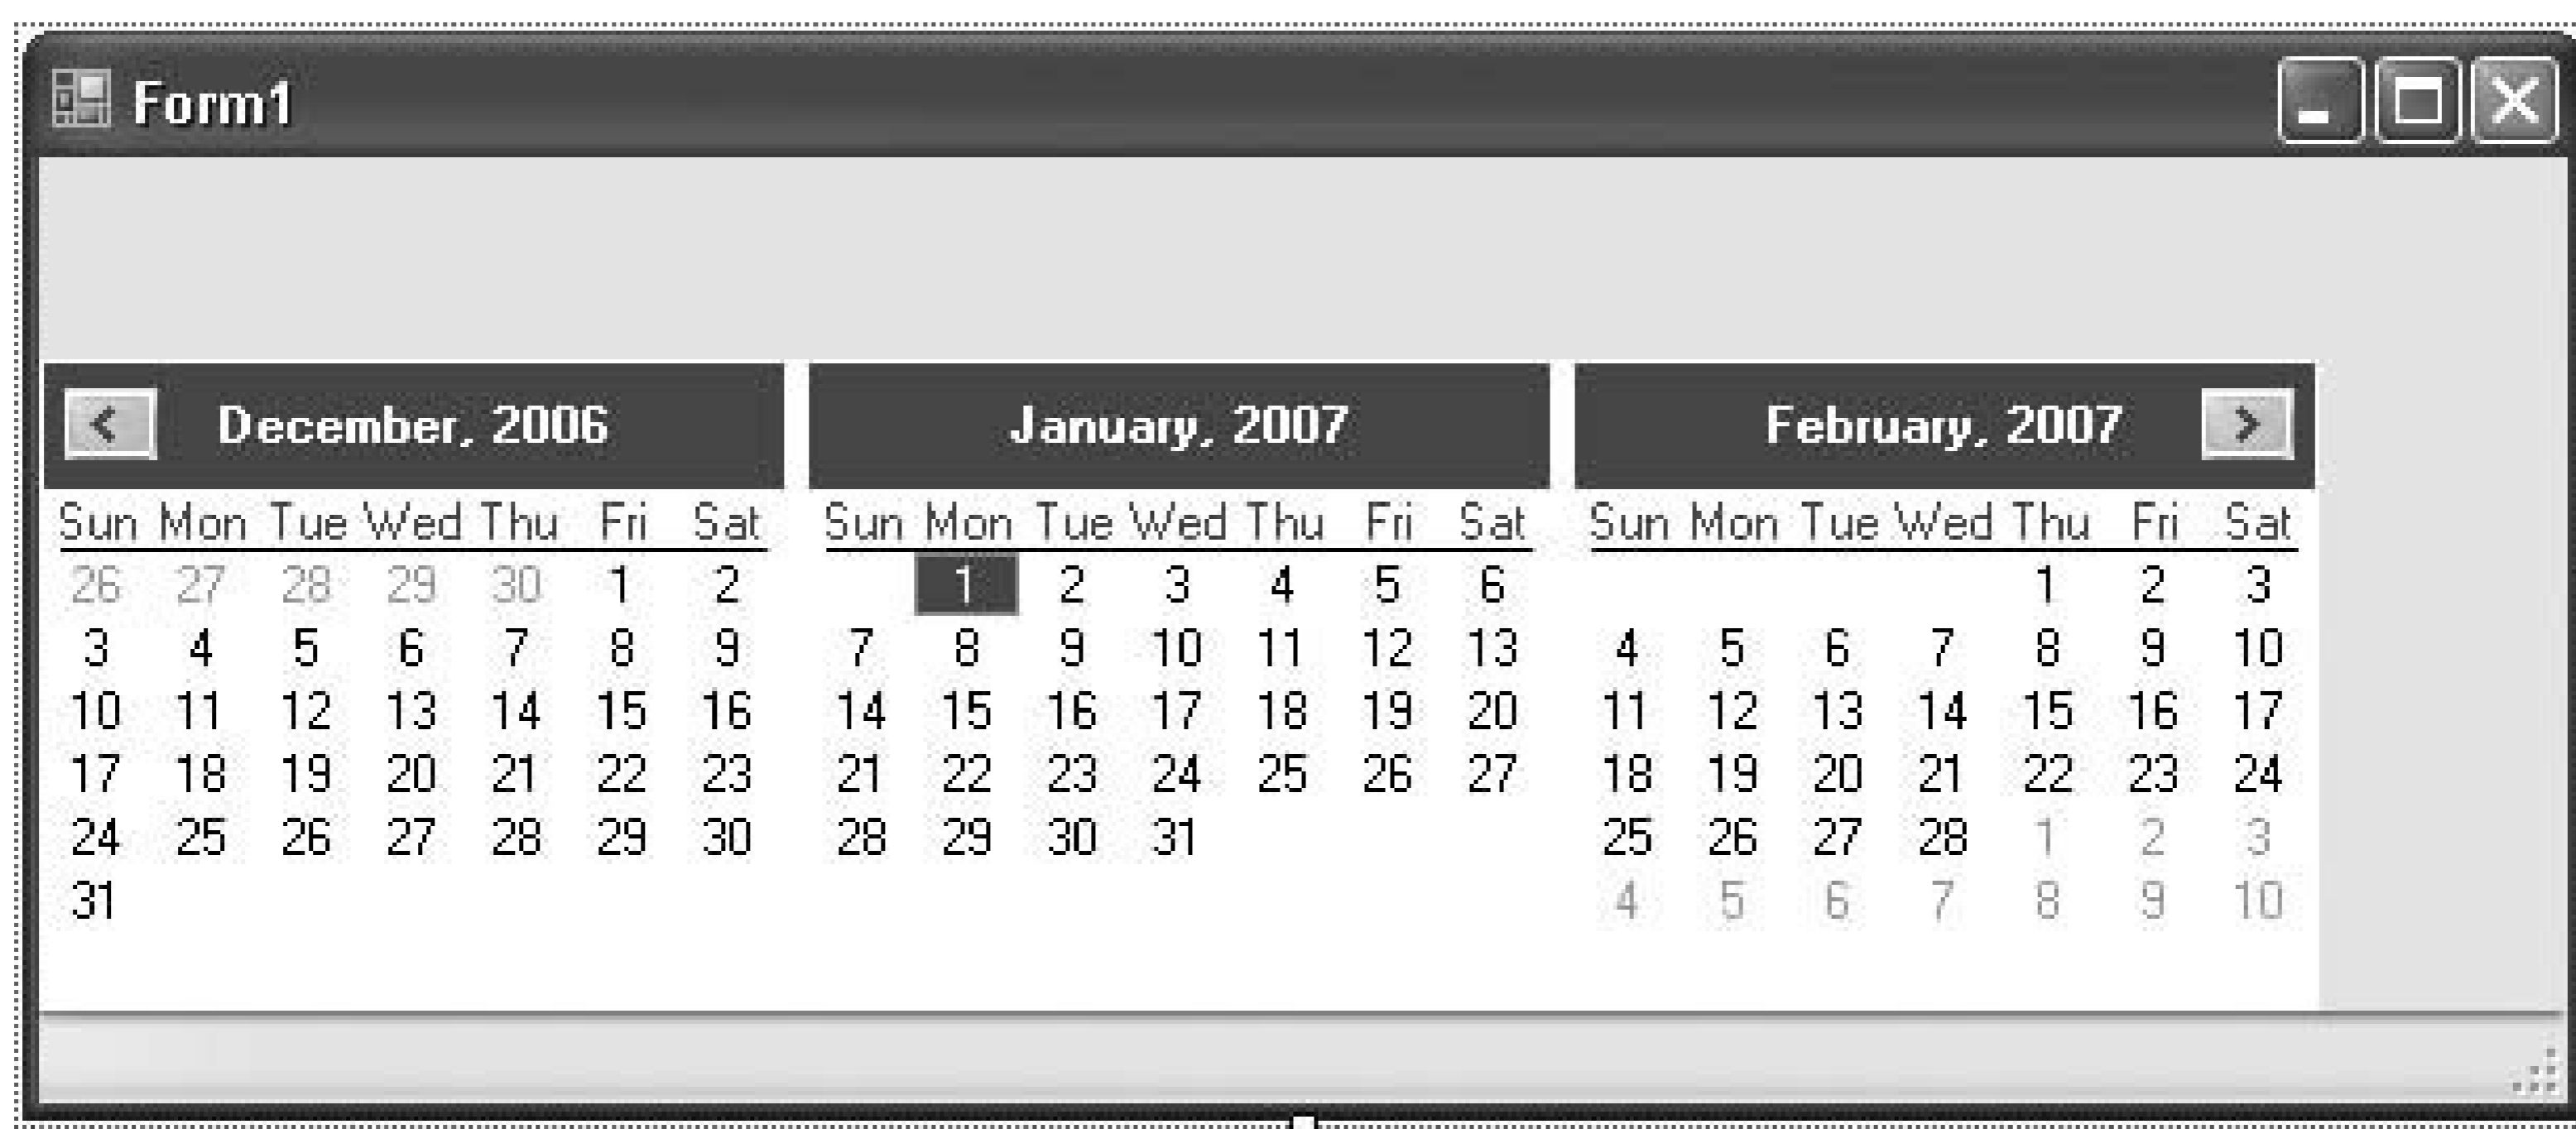 Form1
December, 2006 January, 2007 February, 2007
Sun Mon Tue Wed Thu Fri Sat Sun Mon Tue Wed Thu Fri Sat Sun Mon Tue Wed Thu Fri Sat
26 27 28 29 30 1 2 1 2 3 4 5 6 1 2 3
3 4 5 6 7 8 9 7 8 9 10 11 12 13 4 5 6 7 8 9 10
10 11 12 13 14 15 16 14 15 16 17 18 19 20 11 12 13 14 15 16 17
17 18 19 20 21 22 23 21 22 23 24 25 26 27 18 19 20 21 22 23 24
24 25 26 27 28 29 30 28 29 30 31 25 26 27 28 1 2 3
31 4 5 6 7 8 9 10